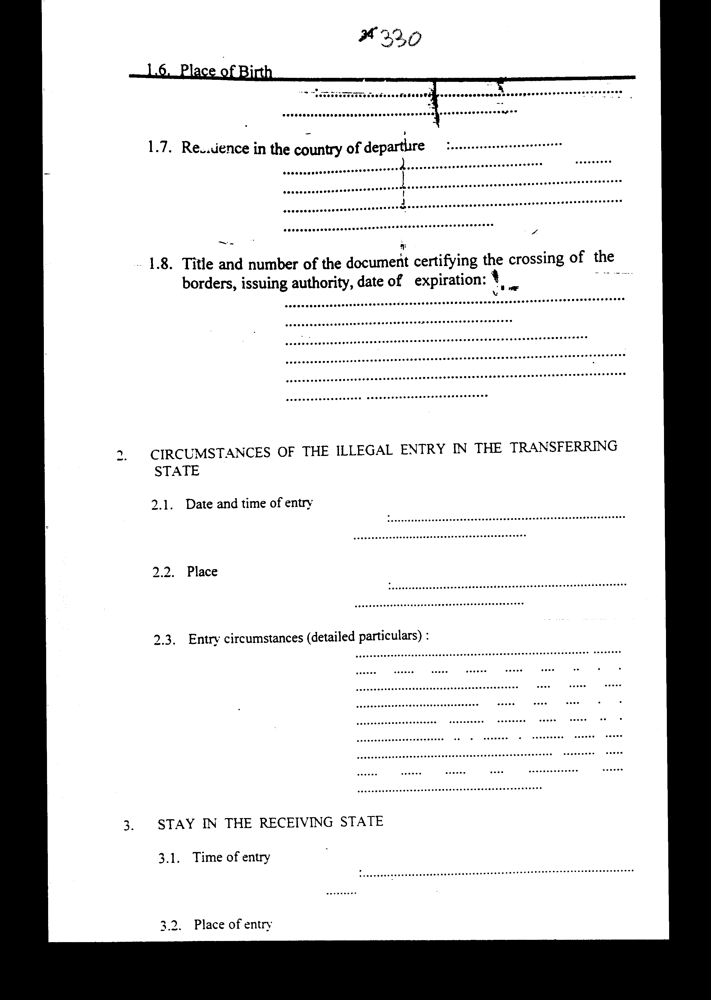 330
1.6. Place of Birth
:........................................................................
........................................................................
1.7. Residence in the country of departure :............................
........................................................................ .........
........................................................................
........................................................................
........................................................................
1.8. Title and number of the document certifying the crossing of the
borders, issuing authority, date of expiration:
........................................................................
........................................................................
........................................................................
........................................................................
........................................................................
................... ..............................
2. CIRCUMSTANCES OF THE ILLEGAL ENTRY IN THE TRANSFERRING
STATE
2.1. Date and time of entry
:........................................................................
................................................
2.2. Place
:........................................................................
................................................
2.3. Entry circumstances (detailed particulars) :
..................................................................... ........
...... ...... ..... ...... ..... .... .. . .
................................................ .... ..... .....
.................................... ..... .... .... . .
........................ .......... ........ ..... ..... .. .
.......................... .. . ....... . ......... ...... .....
.......................................................... ......... .....
...... ...... ...... .... .............. ......
.......................................................
3. STAY IN THE RECEIVING STATE
3.1. Time of entry
:........................................................................
.........
3.2. Place of entry